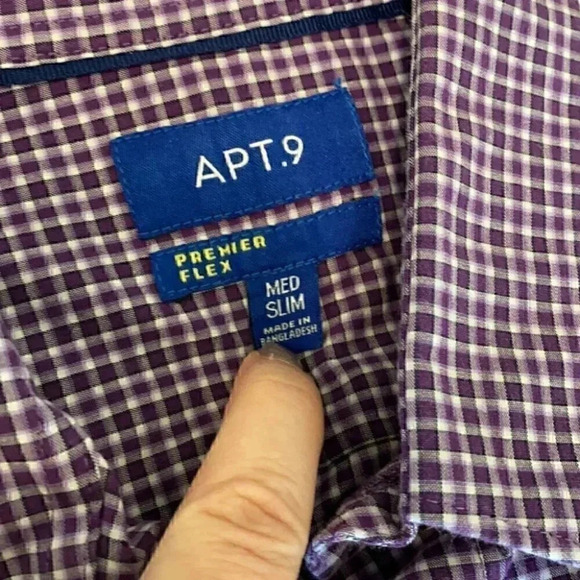 APT.9
PREMIER
FLEX
MED
SLIM
MADE IN
BANGLADESH